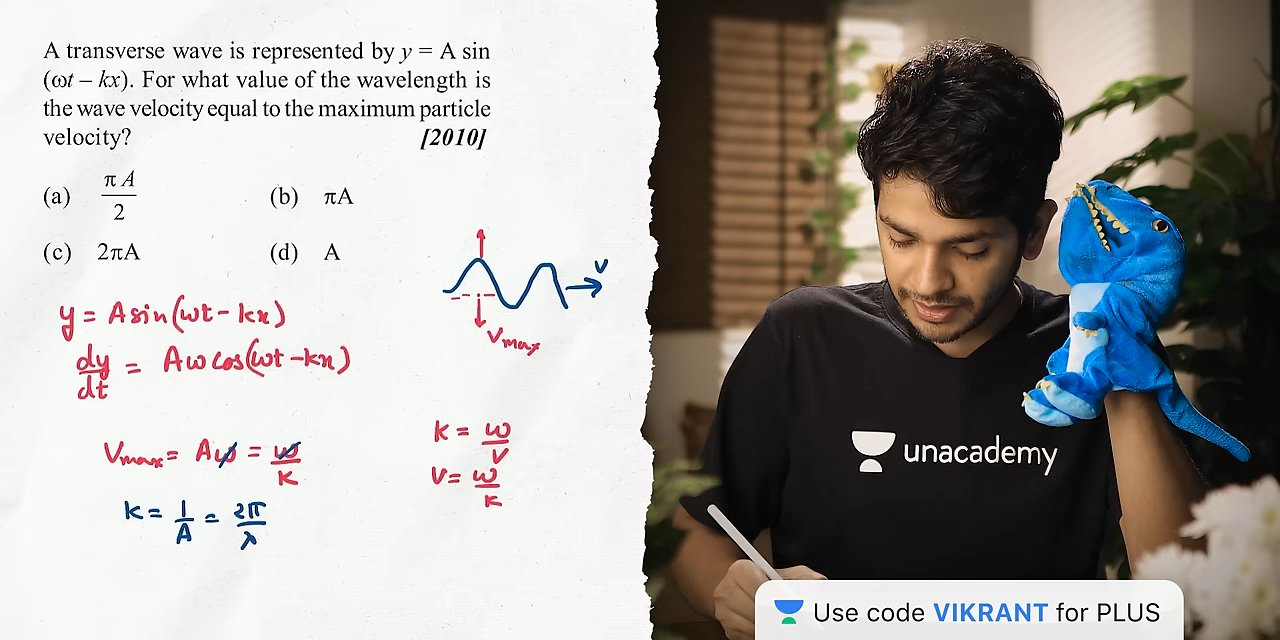 A transverse wave is represented by y = A sin
(ωt – kx). For what value of the wavelength is
the wave velocity equal to the maximum particle
velocity? [2010]
(a) πA/2 (b) πA
(c) 2πA (d) A
v
Vmax
y = A sin(ωt - kx)
dy/dt = Aω cos(ωt - kx)
Vmax = Aω = ω/k
k = 1/A = 2π/λ
k = ω/v
v = ω/k
unacademy
Use code VIKRANT for PLUS